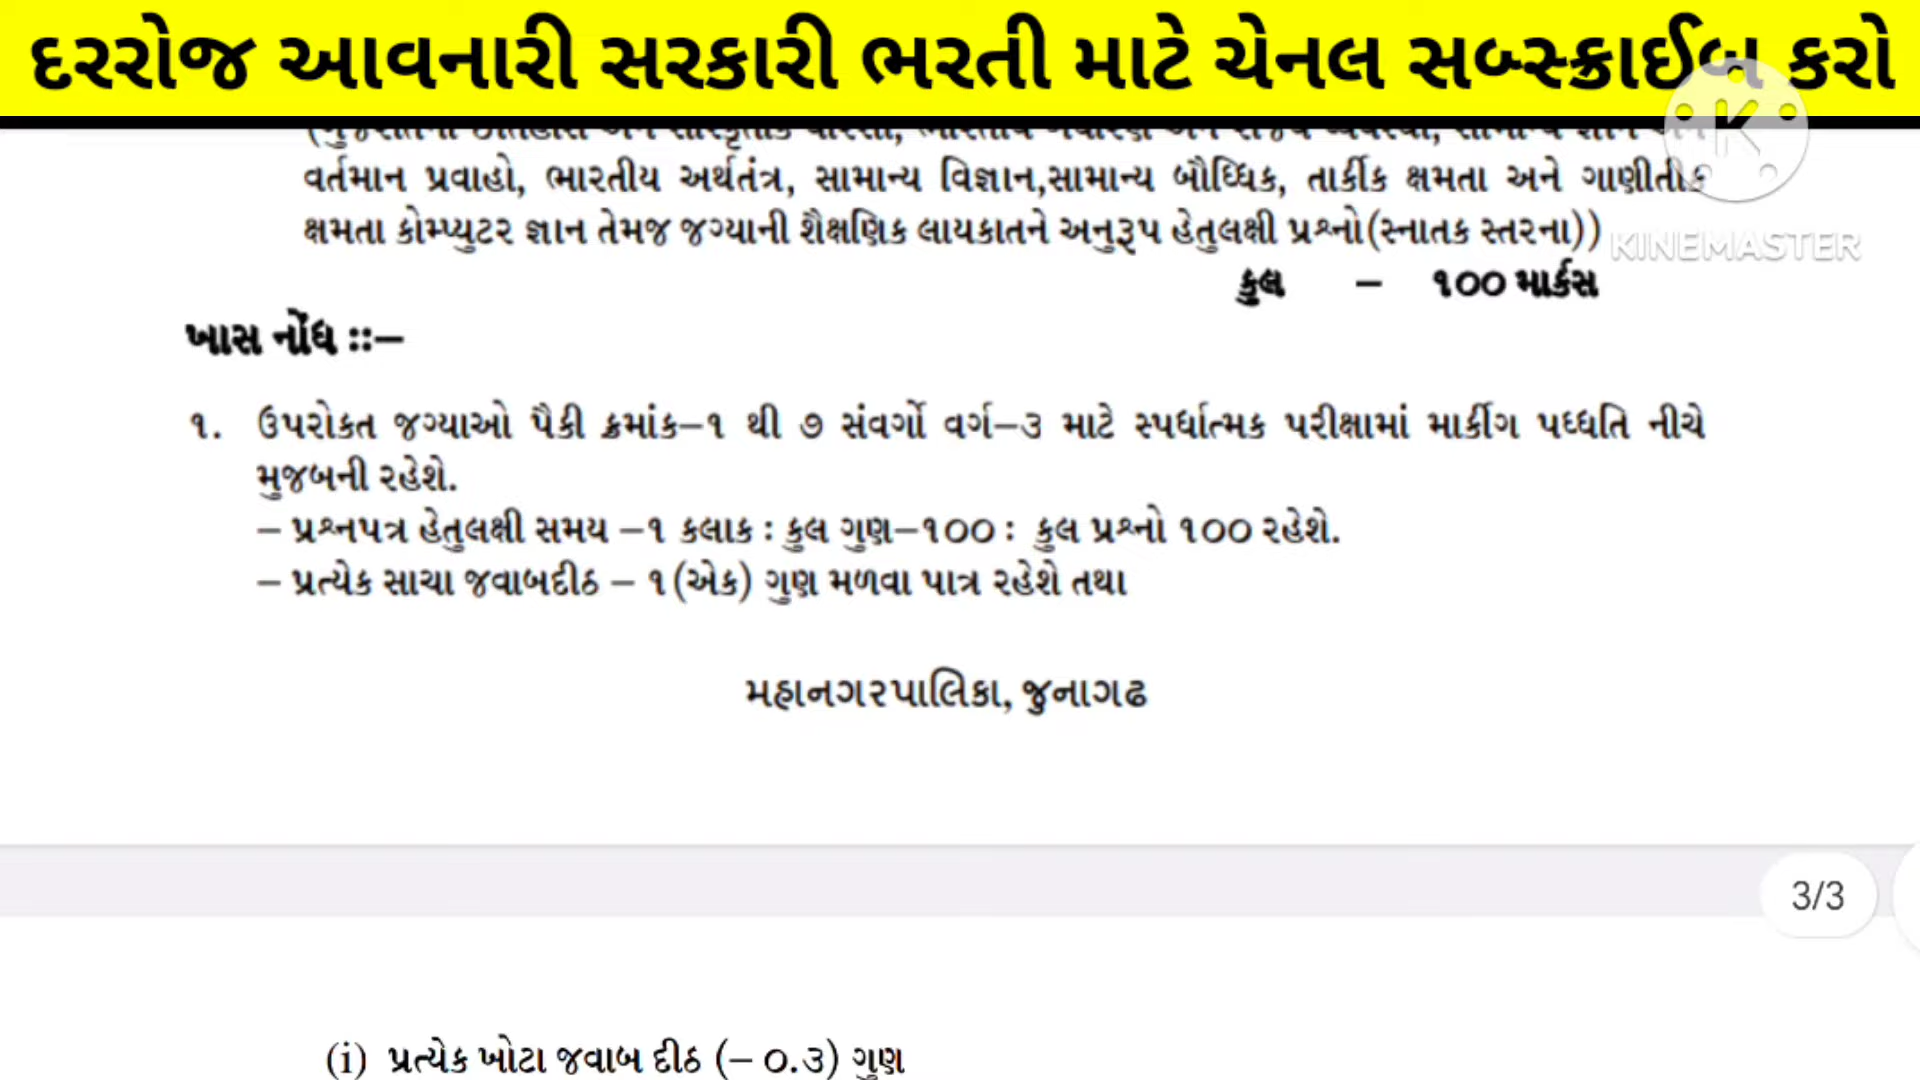 દરરોજ આવનારી સરકારી ભરતી માટે ચેનલ સબ્સ્ક્રાઈબ કરો
વર્તમાન પ્રવાહો, ભારતીય અર્થતંત્ર, સામાન્ય વિજ્ઞાન,સામાન્ય બૌધ્ધિક, તાર્કીક ક્ષમતા અને ગાણીતીક
ક્ષમતા કોમ્પ્યુટર જ્ઞાન તેમજ જગ્યાની શૈક્ષણિક લાયકાતને અનુરૂપ હેતુલક્ષી પ્રશ્નો(સ્નાતક સ્તરના))
KINEMASTER
કુલ – ૧૦૦ માર્કસ
ખાસ નોંધ ::–
૧. ઉપરોકત જગ્યાઓ પૈકી ક્રમાંક–૧ થી ૭ સંવર્ગો વર્ગ–૩ માટે સ્પર્ધાત્મક પરીક્ષામાં માર્કીગ પધ્ધતિ નીચે
મુજબની રહેશે.
– પ્રશ્નપત્ર હેતુલક્ષી સમય –૧ કલાક : કુલ ગુણ–૧૦૦ : કુલ પ્રશ્નો ૧૦૦ રહેશે.
– પ્રત્યેક સાચા જવાબદીઠ – ૧(એક) ગુણ મળવા પાત્ર રહેશે તથા
મહાનગરપાલિકા, જુનાગઢ
3/3
(i) પ્રત્યેક ખોટા જવાબ દીઠ (– ૦.૩) ગુણ